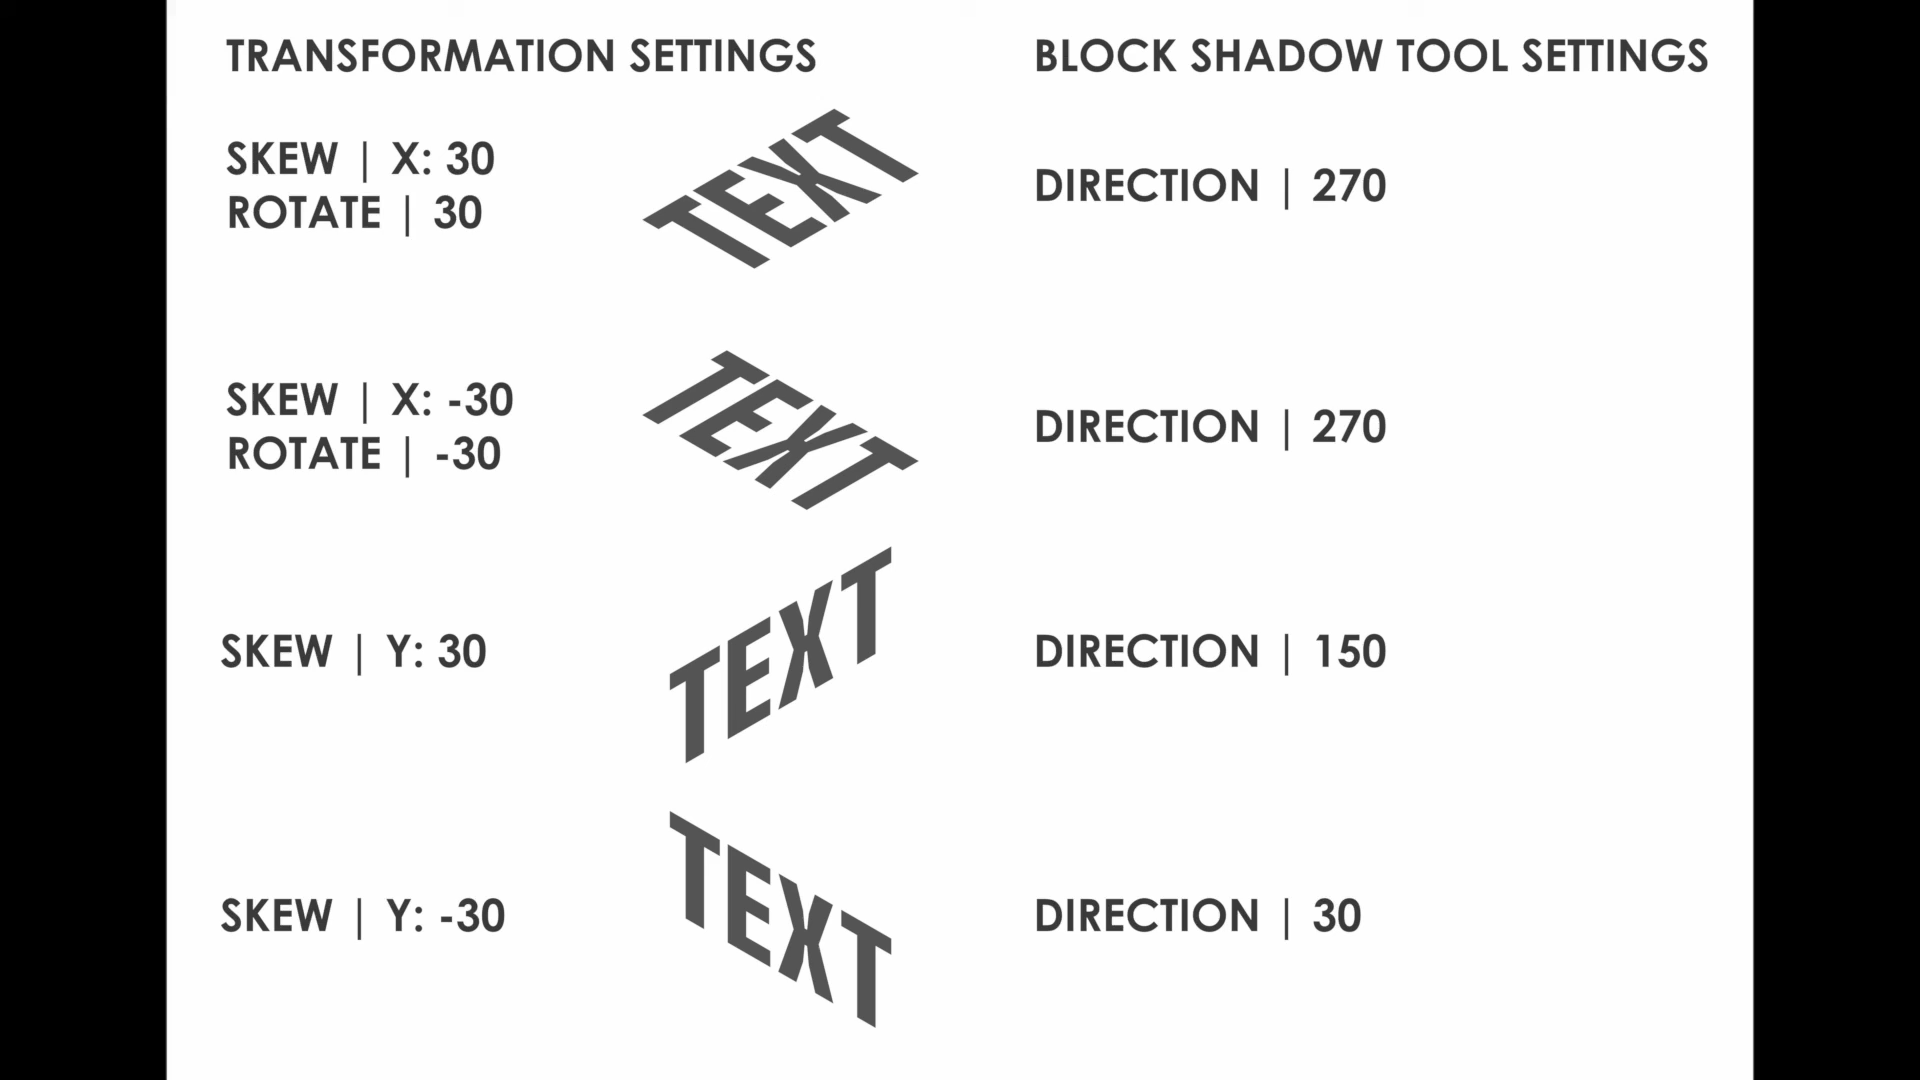 TRANSFORMATION SETTINGS
BLOCK SHADOW TOOL SETTINGS
SKEW | X: 30
ROTATE | 30
TEXT
DIRECTION | 270
SKEW | X: -30
ROTATE | -30
TEXT
DIRECTION | 270
SKEW | Y: 30
TEXT
DIRECTION | 150
SKEW | Y: -30
TEXT
DIRECTION | 30